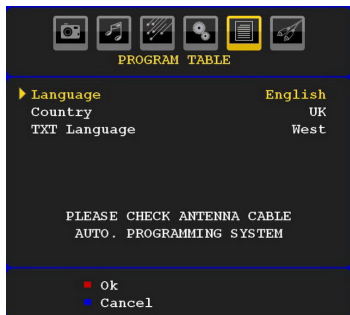 PROGRAM TABLE
Language English
Country UK
TXT Language West
PLEASE CHECK ANTENNA CABLE
AUTO. PROGRAMMING SYSTEM
Ok
Cancel